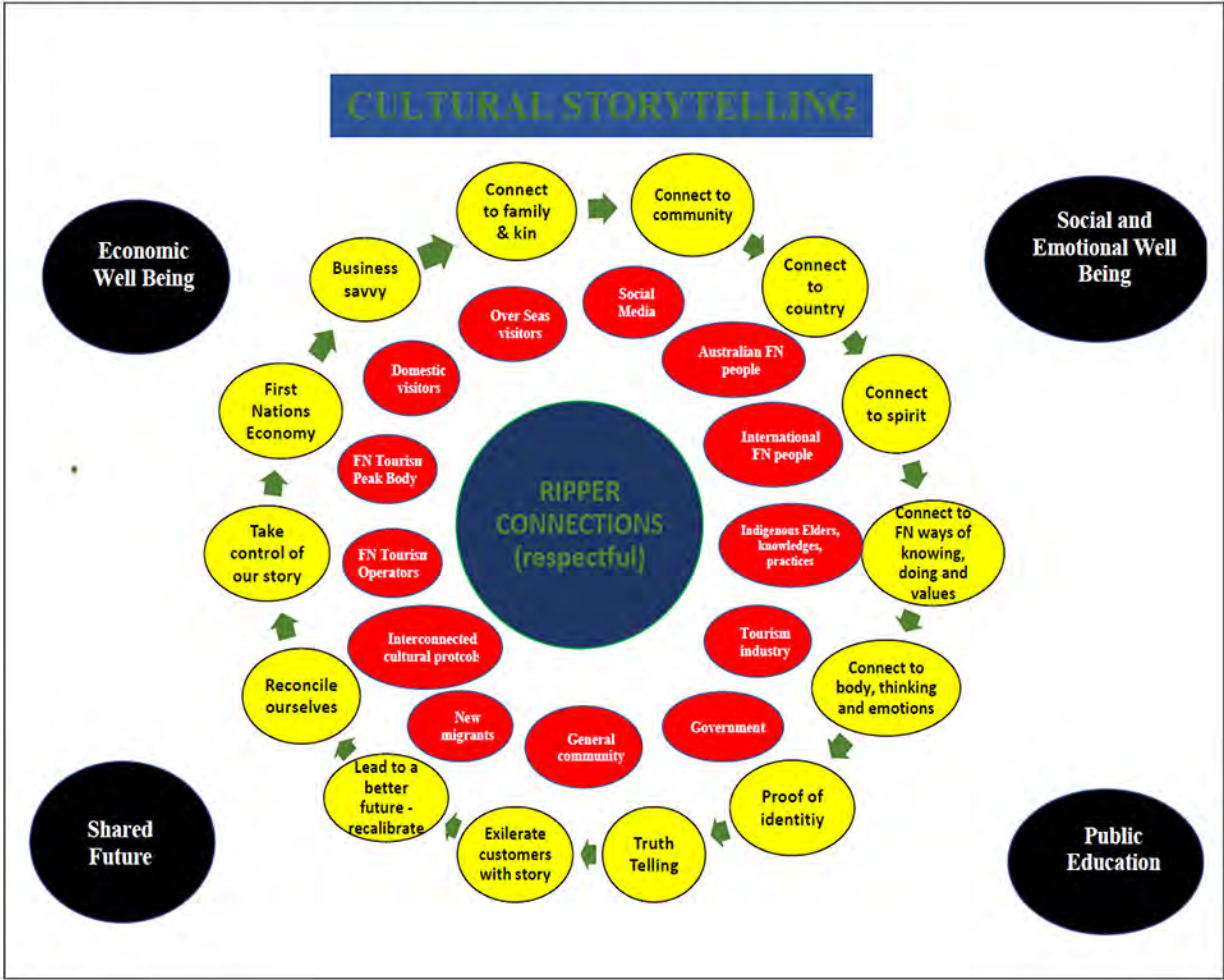 CULTURAL STORYTELLING
Economic
Well Being
Social and
Emotional Well
Being
Connect
to family
& kin
Connect to
community
Connect
to
country
Connect
to spirit
Connect to
FN ways of
knowing,
doing and
values
Connect to
body, thinking
and emotions
Proof of
identitiy
Truth
Telling
Exilerate
customers
with story
Lead to a
better
future -
recalibrate
Reconcile
ourselves
Take
control of
our story
First
Nations
Economy
Business
savvy
Over Seas
visitors
Social
Media
Australian FN
people
International
FN people
Indigenous Elders,
knowledges,
practices
Tourism
industry
Government
General
community
New
migrants
Interconnected
cultural protcols
FN Tourism
Operators
FN Tourism
Peak Body
Domestic
visitors
RIPPER
CONNECTIONS
(respectful)
Shared
Future
Public
Education